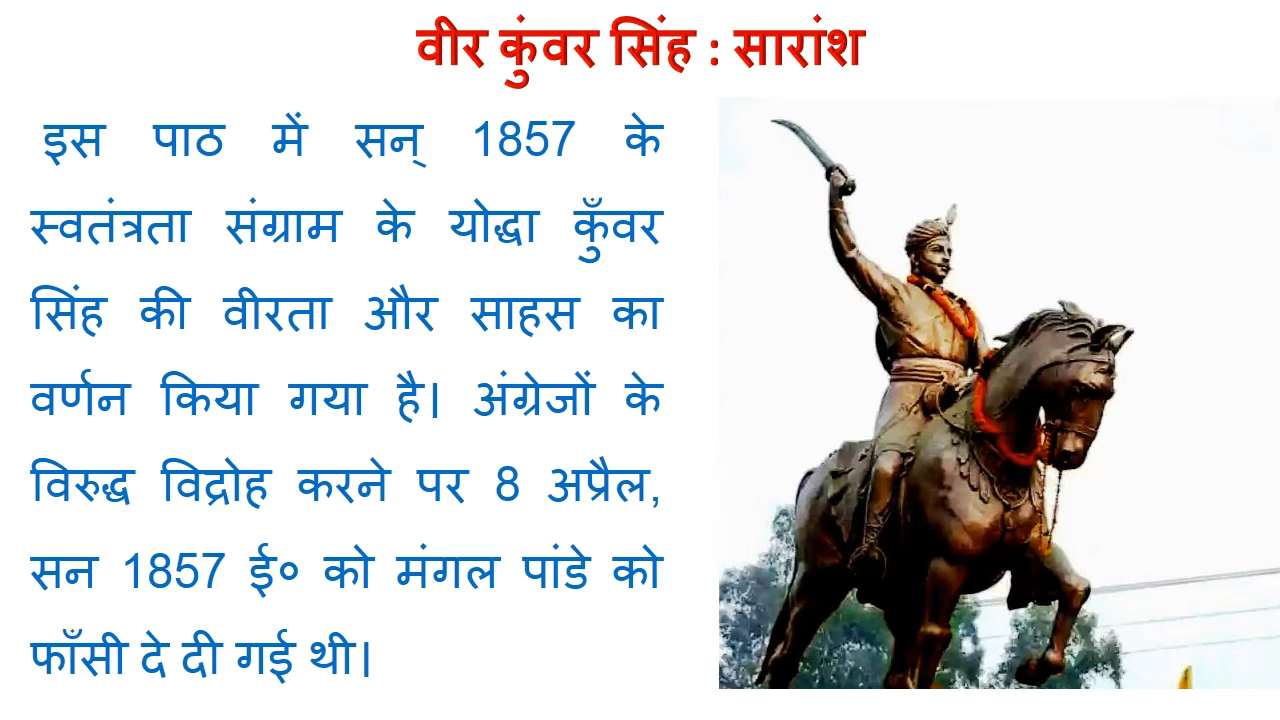 वीर कुंवर सिंह : सारांश
इस पाठ में सन् 1857 के
स्वतंत्रता संग्राम के योद्धा कुँवर
सिंह की वीरता और साहस का
वर्णन किया गया है। अंग्रेजों के
विरुद्ध विद्रोह करने पर 8 अप्रैल,
सन 1857 ई० को मंगल पांडे को
फाँसी दे दी गई थी।